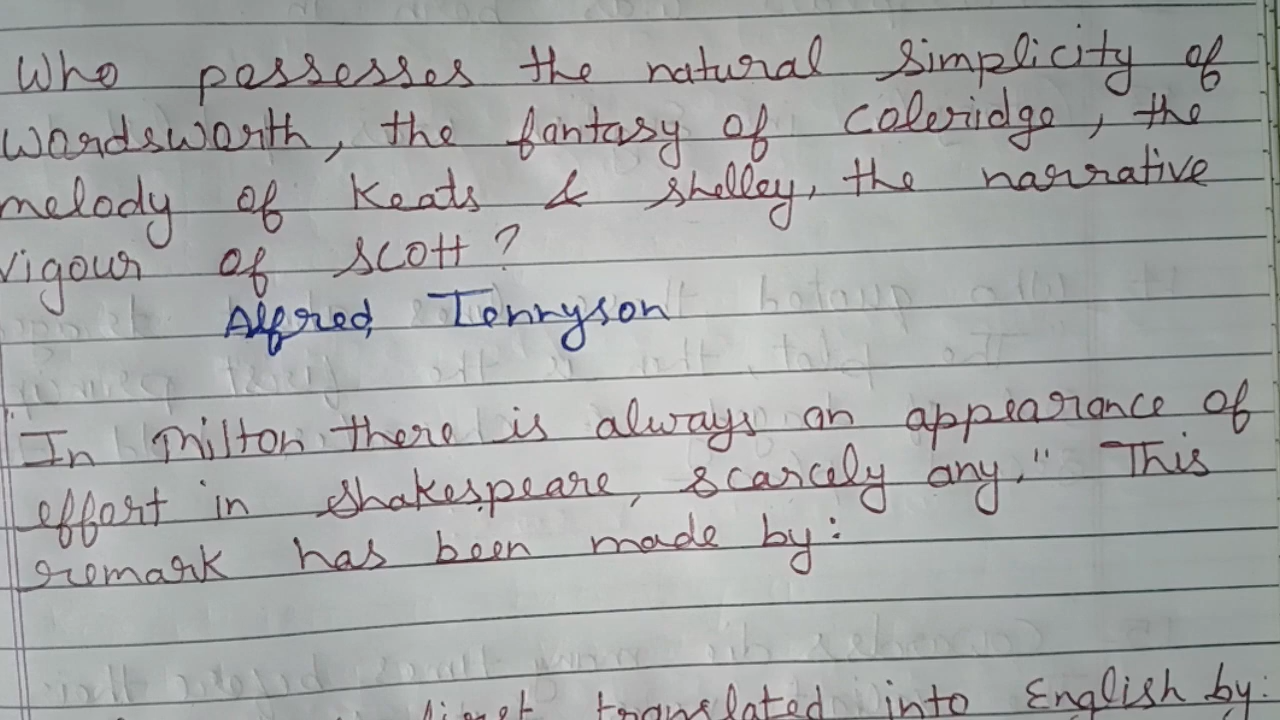 Who possesses the natural simplicity of
Wordsworth, the fantasy of Coleridge, the
melody of Keats & Shelley, the narrative
vigour of Scott?
Alfred Tennyson
"In Milton there is always an appearance of
effort in Shakespeare, scarcely any." This
remark has been made by:
translated into English by: